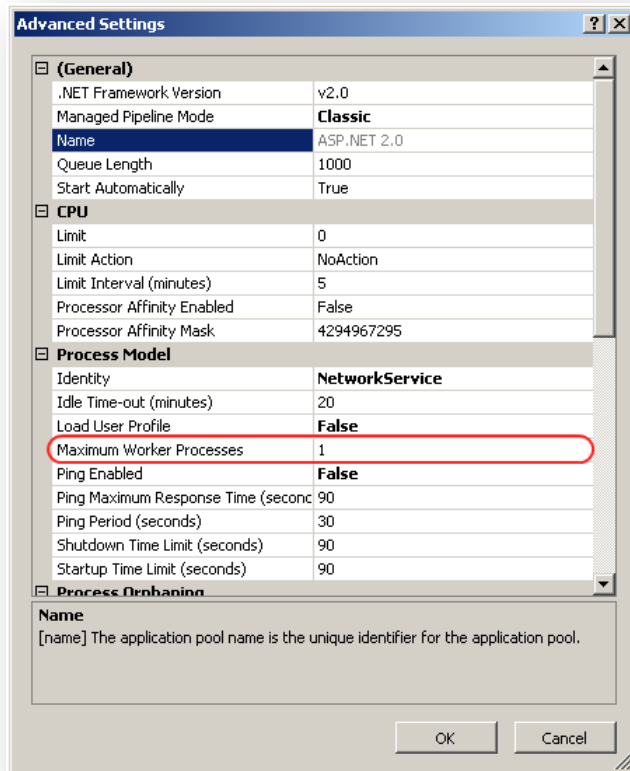 Advanced Settings
(General)
.NET Framework Version v2.0
Managed Pipeline Mode Classic
Name ASP.NET 2.0
Queue Length 1000
Start Automatically True
CPU
Limit 0
Limit Action NoAction
Limit Interval (minutes) 5
Processor Affinity Enabled False
Processor Affinity Mask 4294967295
Process Model
Identity NetworkService
Idle Time-out (minutes) 20
Load User Profile False
Maximum Worker Processes 1
Ping Enabled False
Ping Maximum Response Time (second 90
Ping Period (seconds) 30
Shutdown Time Limit (seconds) 90
Startup Time Limit (seconds) 90
Process Orphaning
Name
[name] The application pool name is the unique identifier for the application pool.
OK Cancel